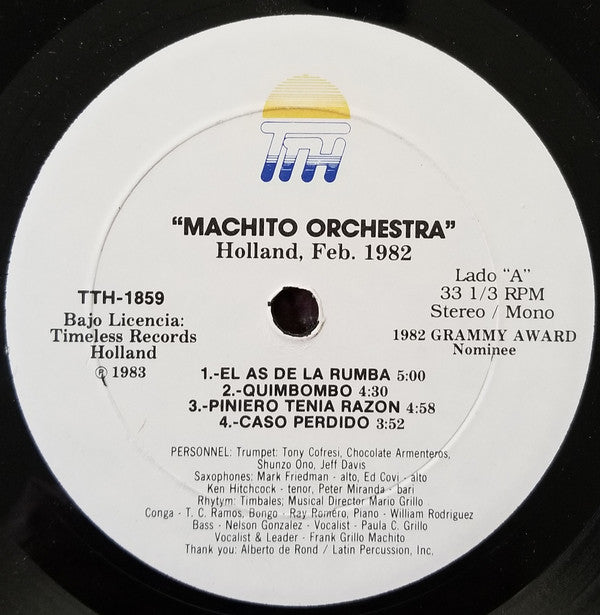 TTH
"MACHITO ORCHESTRA"
Holland, Feb. 1982
TTH-1859
Bajo Licencia:
Timeless Records
Holland
℗ 1983
Lado "A"
33 1/3 RPM
Stereo / Mono
1982 GRAMMY AWARD
Nominee
1.-EL AS DE LA RUMBA 5:00
2.-QUIMBOMBO 4:30
3.-PINIERO TENIA RAZON 4:58
4.-CASO PERDIDO 3:52
PERSONNEL: Trumpet: Tony Cofresi, Chocolate Armenteros,
Shunzo Ono, Jeff Davis
Saxophones: Mark Friedman - alto, Ed Covi - alto
Ken Hitchcock - tenor, Peter Miranda - bari
Rhytym: Timbales; Musical Director Mario Grillo
Conga - T. C. Ramos, Bongo - Ray Romero, Piano - William Rodriguez
Bass - Nelson Gonzalez - Vocalist - Paula C. Grillo
Vocalist & Leader - Frank Grillo Machito
Thank you: Alberto de Rond / Latin Percussion, Inc.